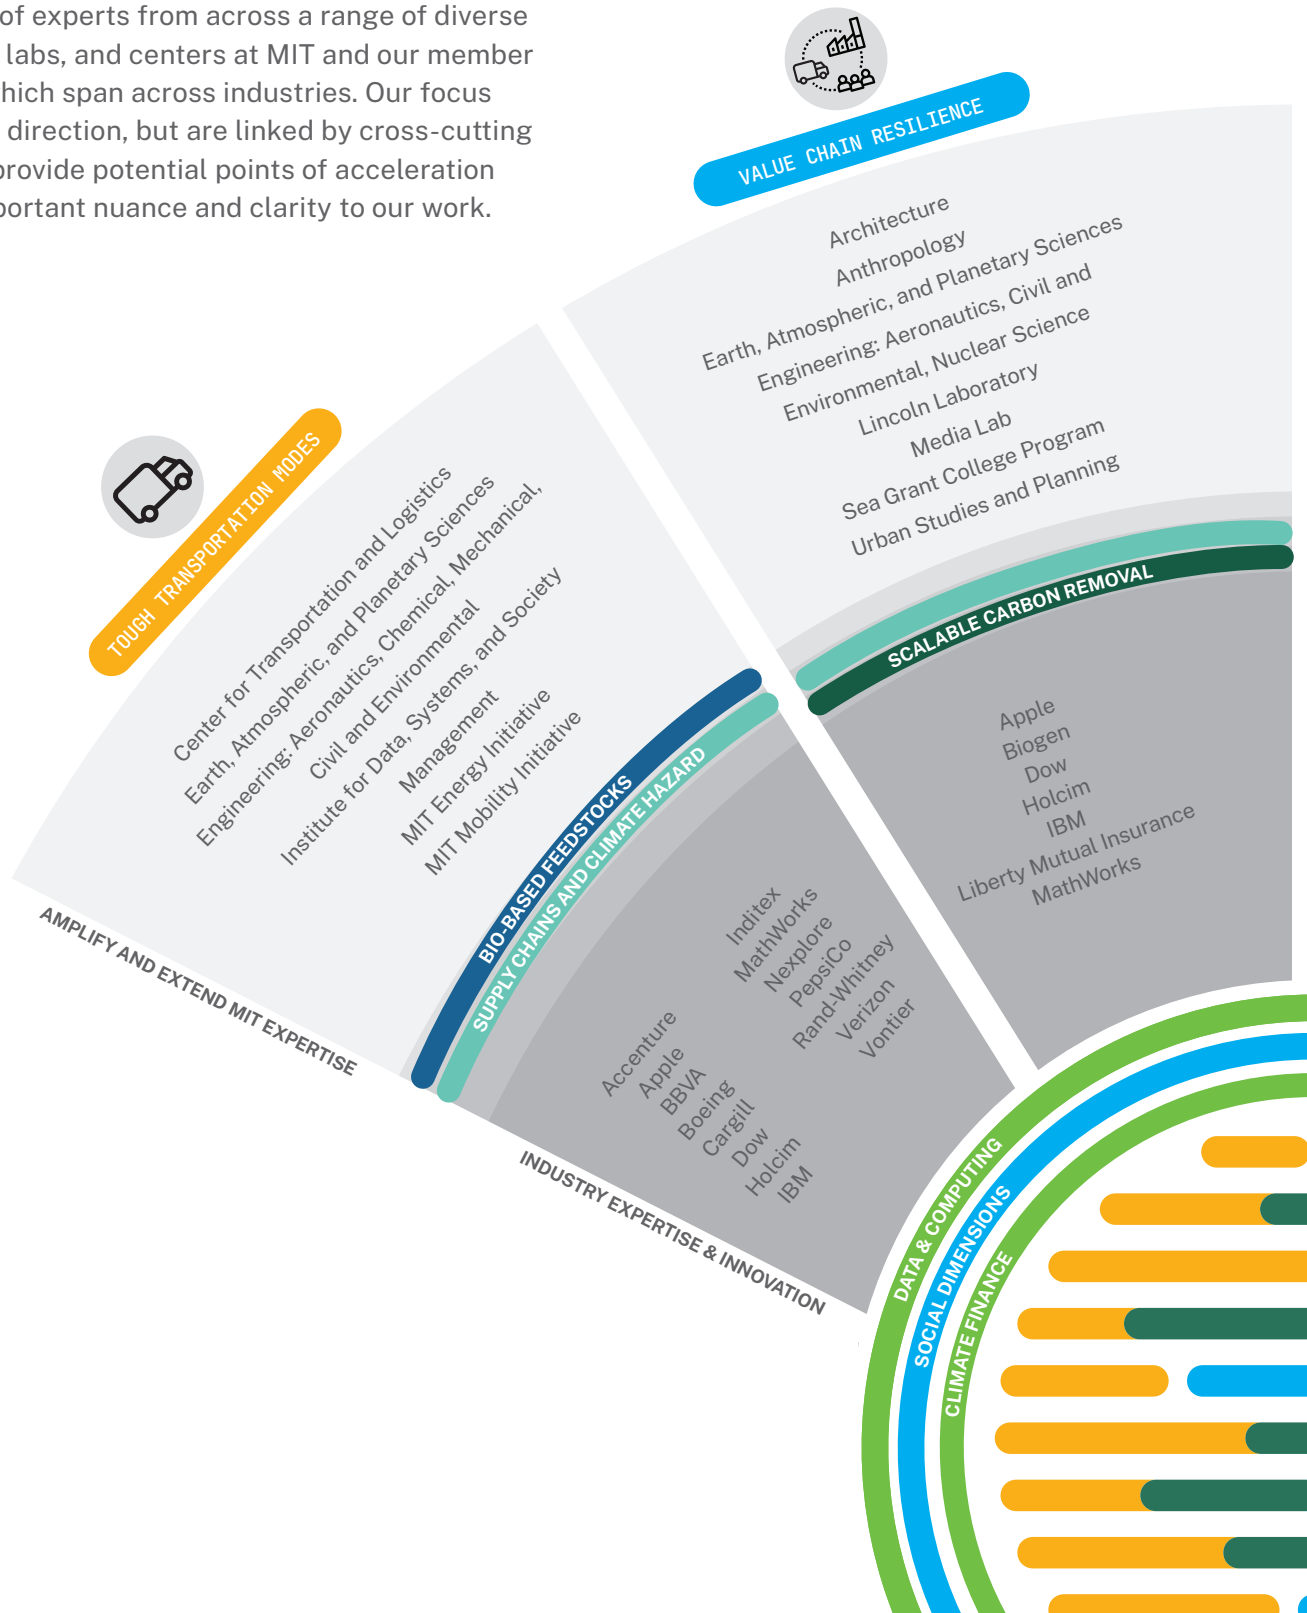 of experts from across a range of diverse
labs, and centers at MIT and our member
hich span across industries. Our focus
direction, but are linked by cross-cutting
provide potential points of acceleration
portant nuance and clarity to our work.
VALUE CHAIN RESILIENCE
Architecture
Anthropology
Earth, Atmospheric, and Planetary Sciences
Engineering: Aeronautics, Civil and
Environmental, Nuclear Science
Lincoln Laboratory
Media Lab
Sea Grant College Program
Urban Studies and Planning
SCALABLE CARBON REMOVAL
Apple
Biogen
Dow
Holcim
IBM
Liberty Mutual Insurance
MathWorks
TOUGH TRANSPORTATION MODES
Center for Transportation and Logistics
Earth, Atmospheric, and Planetary Sciences
Engineering: Aeronautics, Chemical, Mechanical,
Civil and Environmental
Institute for Data, Systems, and Society
Management
MIT Energy Initiative
MIT Mobility Initiative
BIO-BASED FEEDSTOCKS
SUPPLY CHAINS AND CLIMATE HAZARD
Accenture
Apple
BBVA
Boeing
Cargill
Dow
Holcim
IBM
Inditex
MathWorks
Nexplore
PepsiCo
Rand-Whitney
Verizon
Vontier
AMPLIFY AND EXTEND MIT EXPERTISE
INDUSTRY EXPERTISE & INNOVATION
DATA & COMPUTING
SOCIAL DIMENSIONS
CLIMATE FINANCE